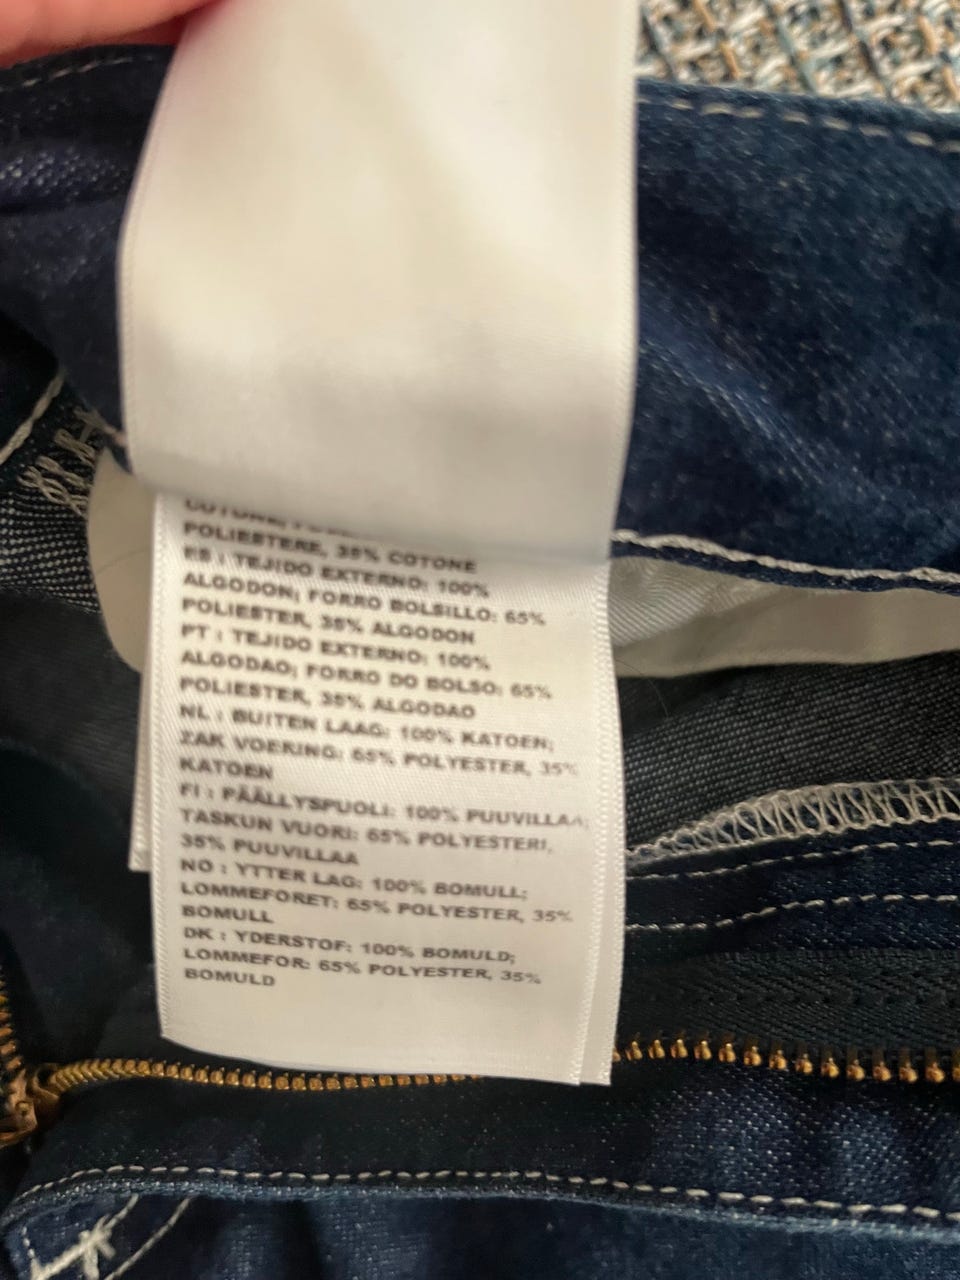 COTONE;
POLIESTERE, 35% COTONE
ES : TEJIDO EXTERNO: 100%
ALGODON; FORRO BOLSILLO: 65%
POLIESTER, 35% ALGODON
PT : TEJIDO EXTERNO: 100%
ALGODAO; FORRO DO BOLSO: 65%
POLIESTER, 35% ALGODAO
NL : BUITEN LAAG: 100% KATOEN;
ZAK VOERING: 65% POLYESTER, 35%
KATOEN
FI : PÄÄLLYSPUOLI: 100% PUUVILLAA;
TASKUN VUORI: 65% POLYESTERI,
35% PUUVILLAA
NO : YTTER LAG: 100% BOMULL;
LOMMEFORET: 65% POLYESTER, 35%
BOMULL
DK : YDERSTOF: 100% BOMULD;
LOMMEFOR: 65% POLYESTER, 35%
BOMULD